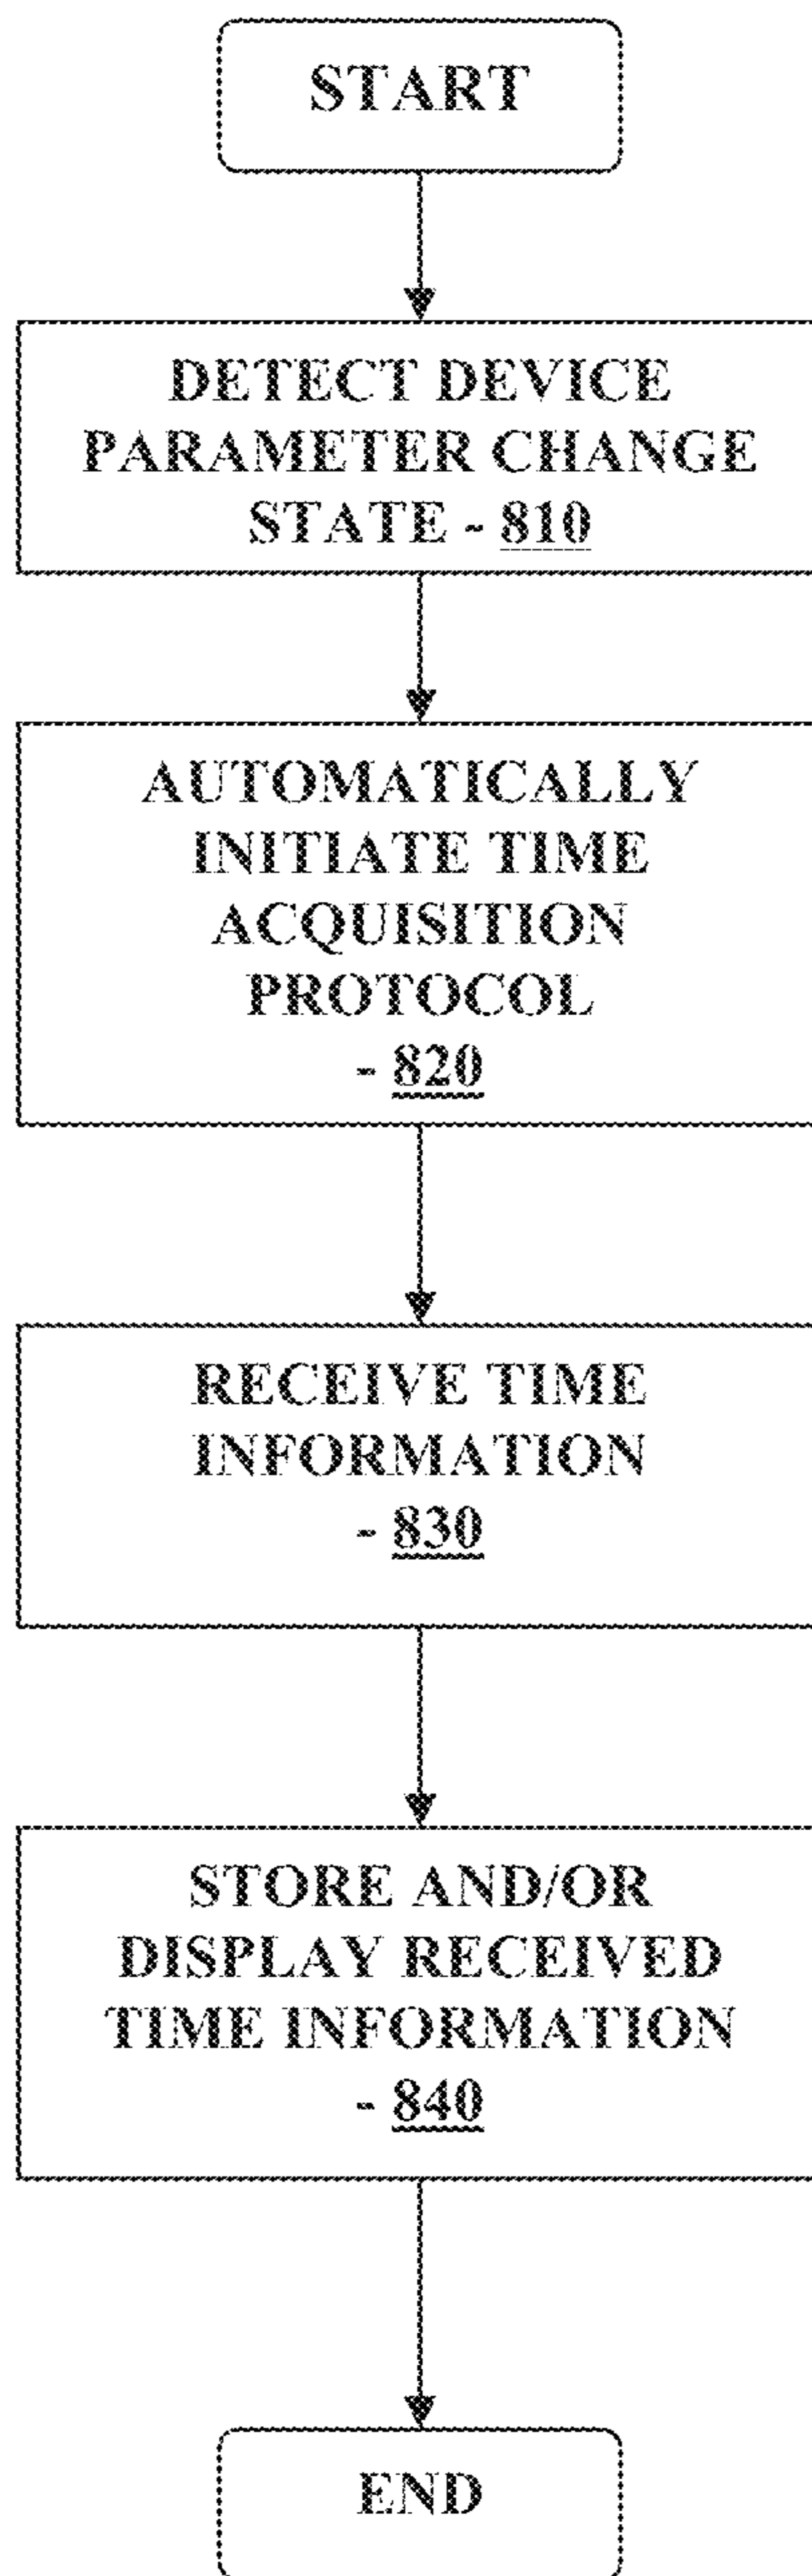 START
DETECT DEVICE
PARAMETER CHANGE
STATE - 810
AUTOMATICALLY
INITIATE TIME
ACQUISITION
PROTOCOL
- 820
RECEIVE TIME
INFORMATION
- 830
STORE AND/OR
DISPLAY RECEIVED
TIME INFORMATION
- 840
END